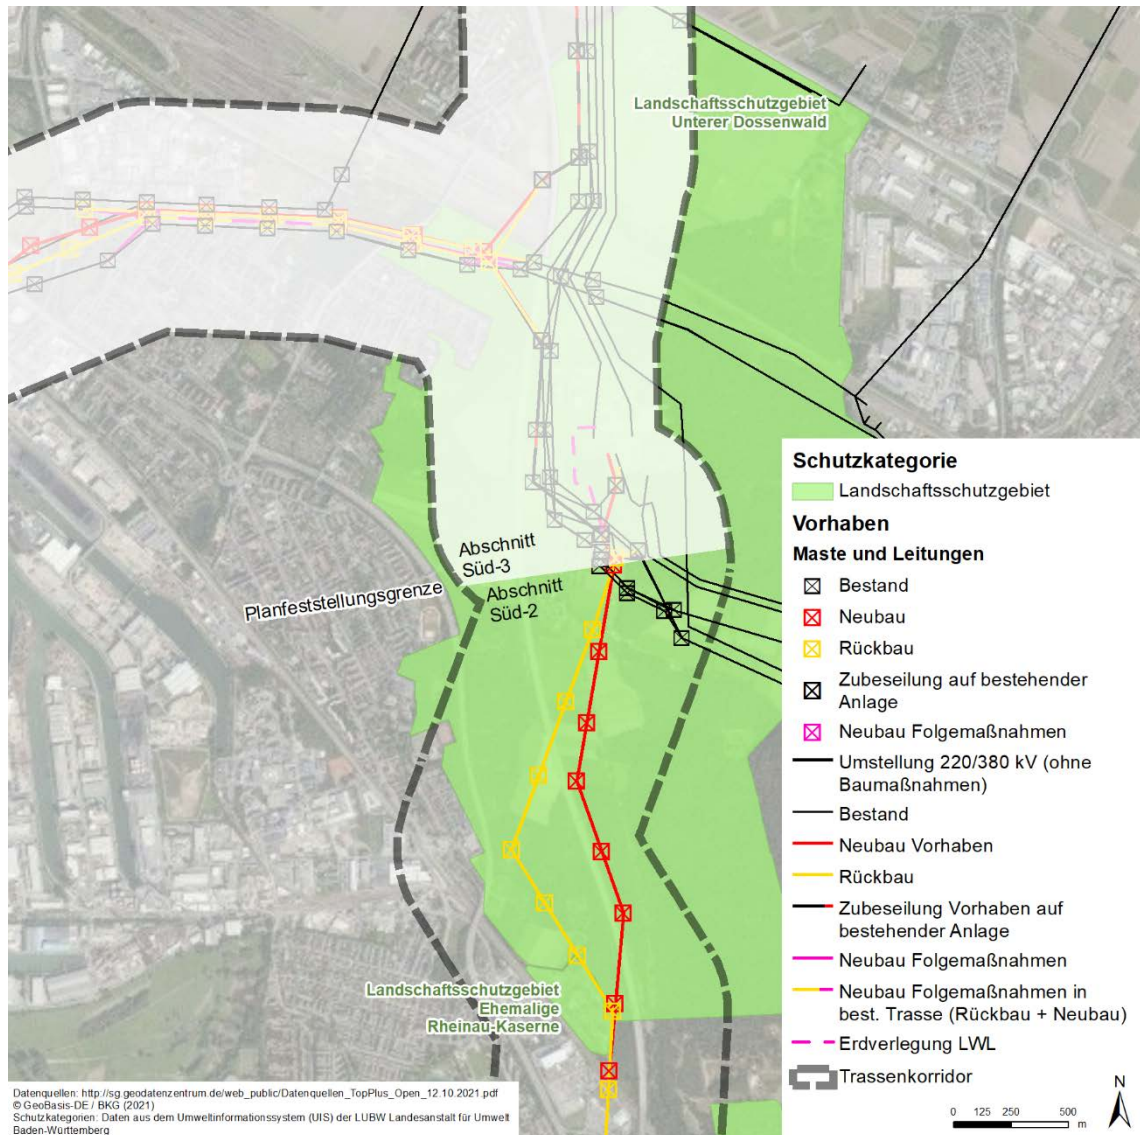 Landschaftsschutzgebiet
Unterer Dossenwald
Abschnitt
Süd-3
Planfeststellungsgrenze
Abschnitt
Süd-2
Landschaftsschutzgebiet
Ehemalige
Rheinau-Kaserne
Schutzkategorie
Landschaftsschutzgebiet
Vorhaben
Maste und Leitungen
Bestand
Neubau
Rückbau
Zubeseilung auf bestehender
Anlage
Neubau Folgemaßnahmen
Umstellung 220/380 kV (ohne
Baumaßnahmen)
Bestand
Neubau Vorhaben
Rückbau
Zubeseilung Vorhaben auf
bestehender Anlage
Neubau Folgemaßnahmen
Neubau Folgemaßnahmen in
best. Trasse (Rückbau + Neubau)
Erdverlegung LWL
Trassenkorridor
N
0 125 250 500
m
Datenquellen: http://sg.geodatenzentrum.de/web_public/Datenquellen_TopPlus_Open_12.10.2021.pdf
© GeoBasis-DE / BKG (2021)
Schutzkategorien: Daten aus dem Umweltinformationssystem (UIS) der LUBW Landesanstalt für Umwelt
Baden-Württemberg